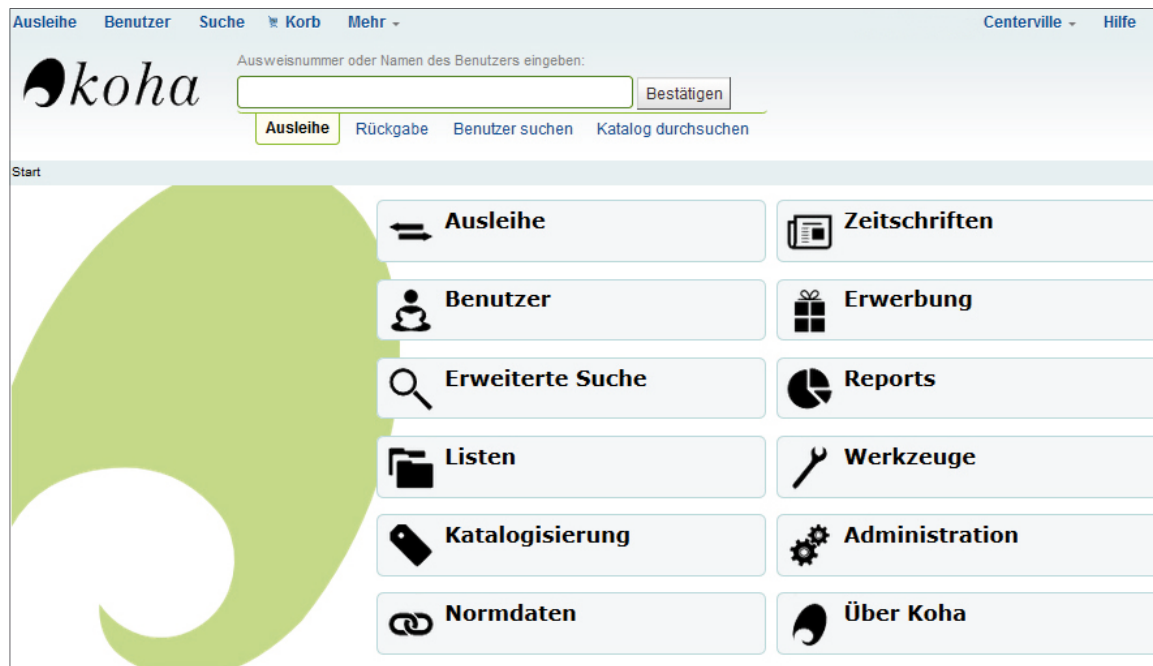 Ausleihe Benutzer Suche Korb Mehr Centerville Hilfe
koha
Ausweisnummer oder Namen des Benutzers eingeben:
Bestätigen
Ausleihe Rückgabe Benutzer suchen Katalog durchsuchen
Start
Ausleihe Zeitschriften
Benutzer Erwerbung
Erweiterte Suche Reports
Listen Werkzeuge
Katalogisierung Administration
Normdaten Über Koha